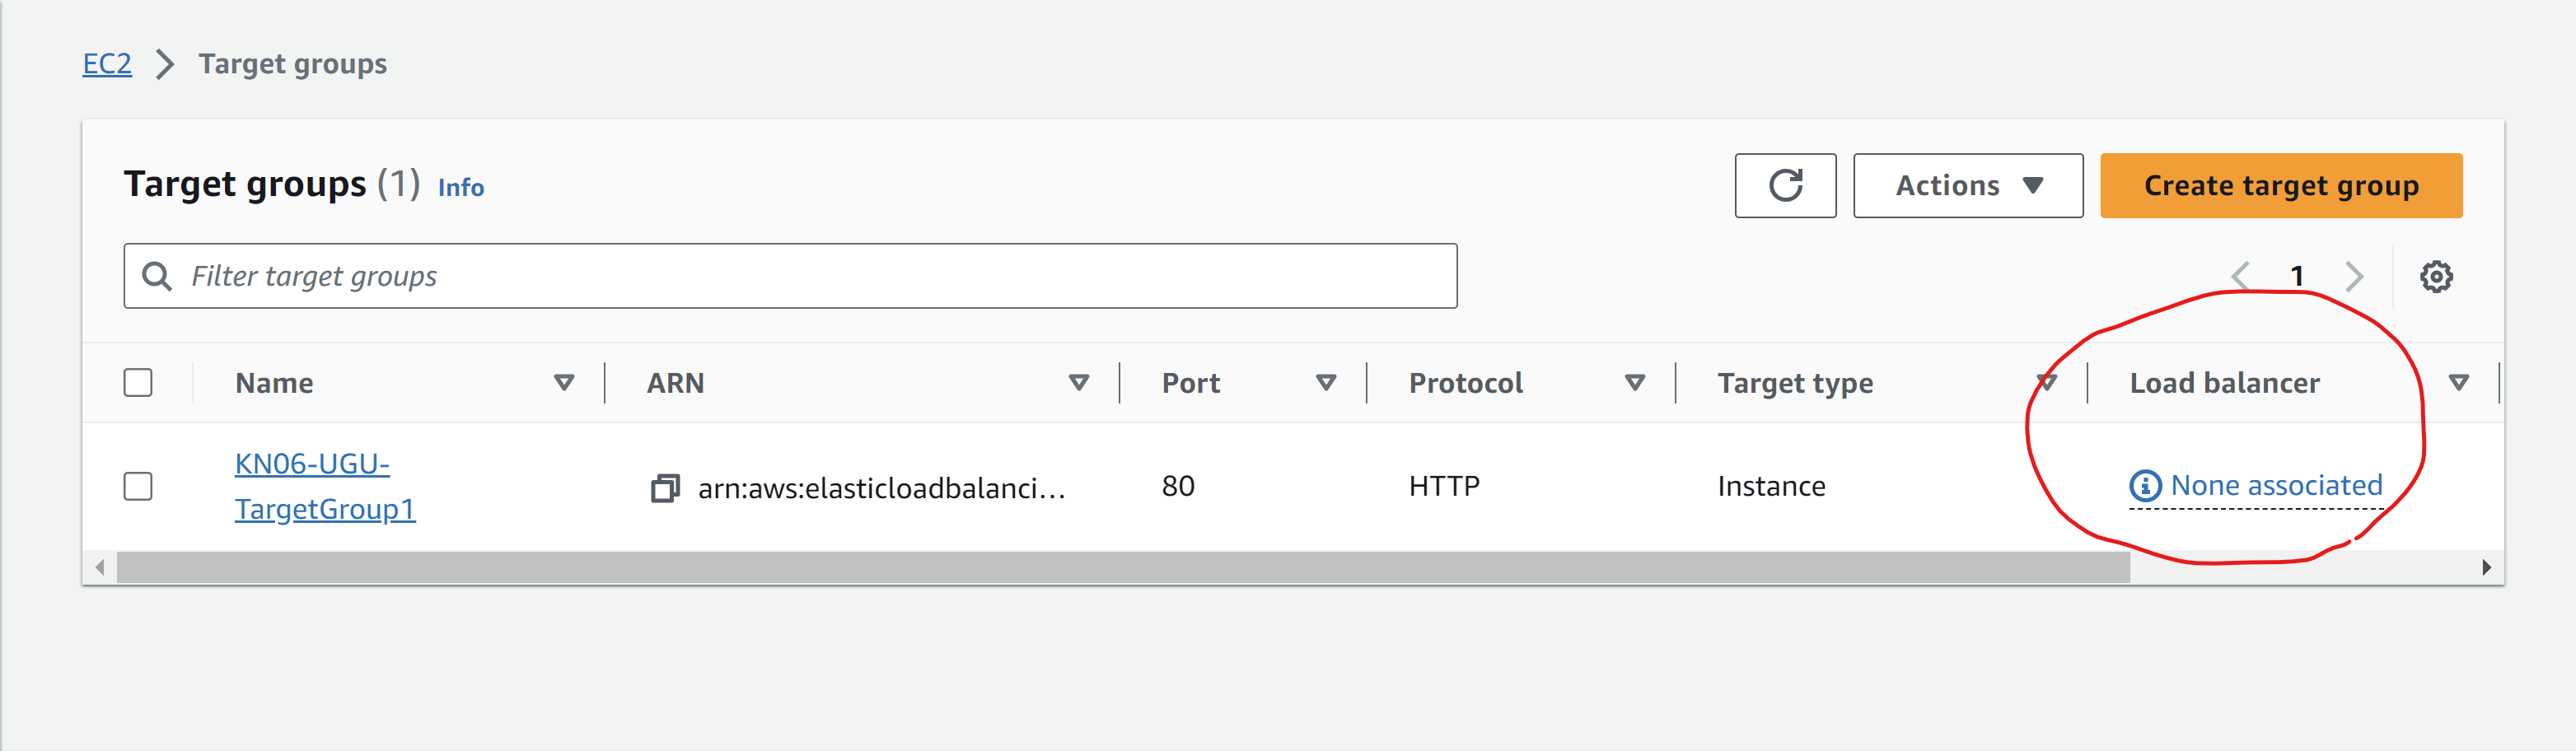 EC2 > Target groups
Target groups (1) Info
Actions
Create target group
Filter target groups
1
Name ARN Port Protocol Target type Load balancer
KN06-UGU-
TargetGroup1
arn:aws:elasticloadbalanci... 80 HTTP Instance None associated